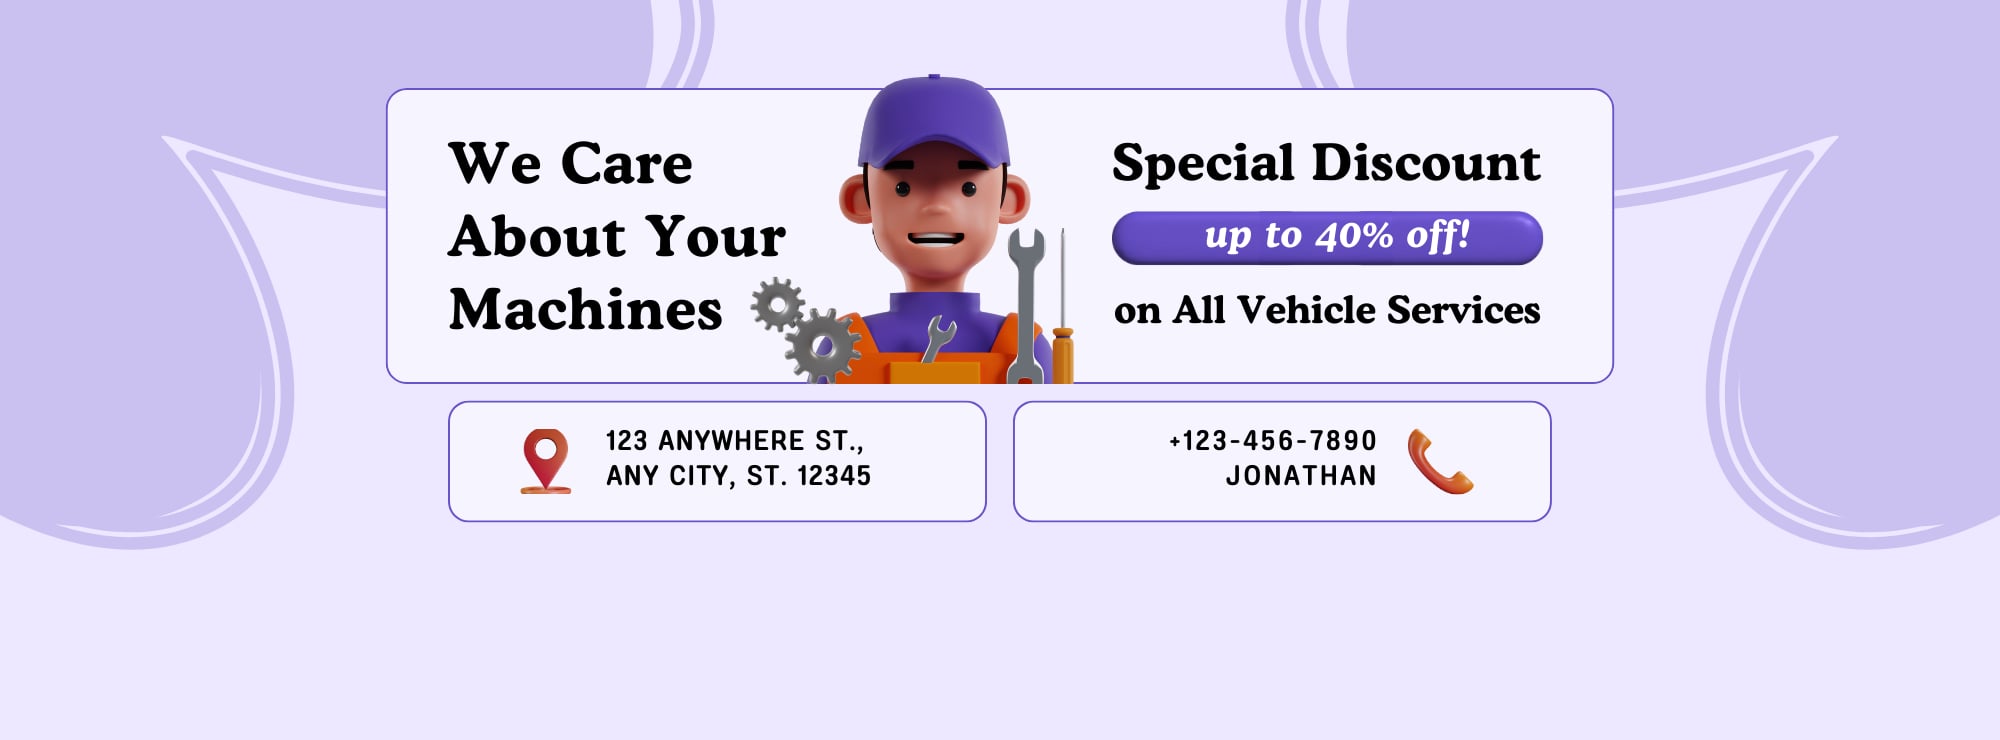 We Care
About Your
Machines
Special Discount
up to 40% off!
on All Vehicle Services
123 ANYWHERE ST.,
ANY CITY, ST. 12345
+123-456-7890
JONATHAN